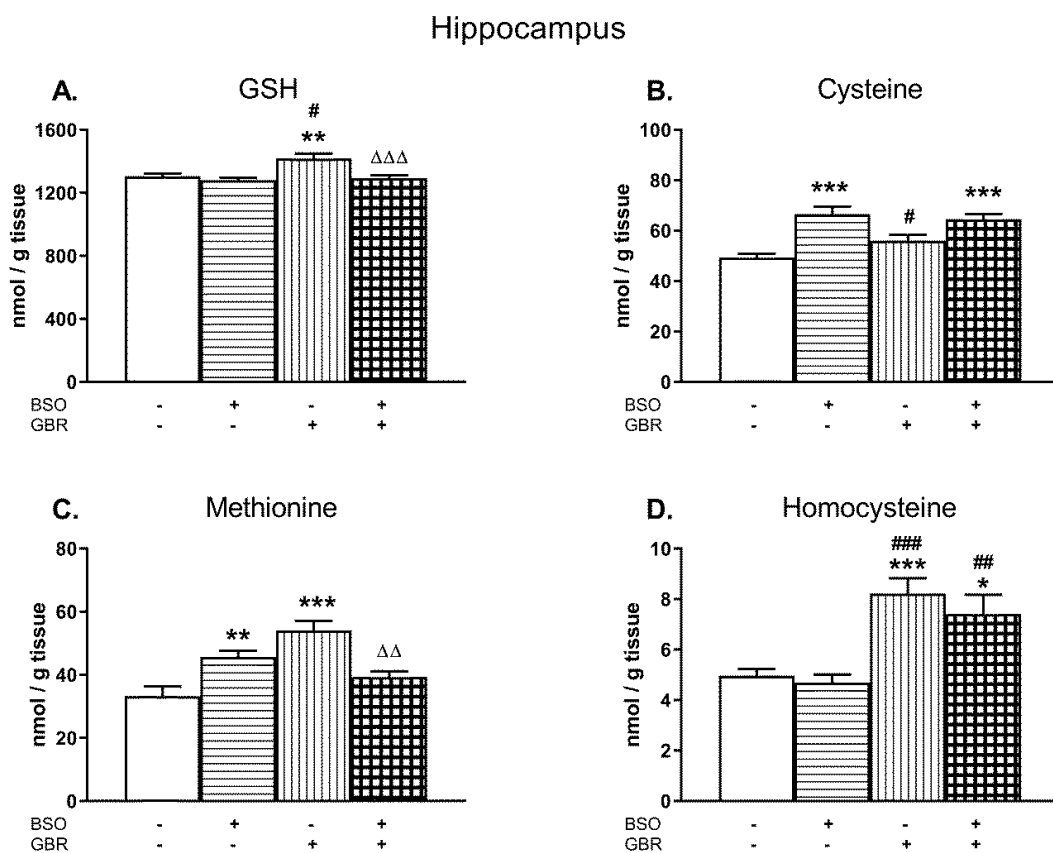 Hippocampus
A. GSH
nmol / g tissue
1600
1200
800
400
0
#
**
ΔΔΔ
BSO - + - +
GBR - - + +
B. Cysteine
nmol / g tissue
100
80
60
40
20
0
***
#
***
BSO - + - +
GBR - - + +
C. Methionine
nmol / g tissue
80
60
40
20
0
**
***
ΔΔ
BSO - + - +
GBR - - + +
D. Homocysteine
nmol / g tissue
10
8
6
4
2
0
###
***
##
*
BSO - + - +
GBR - - + +